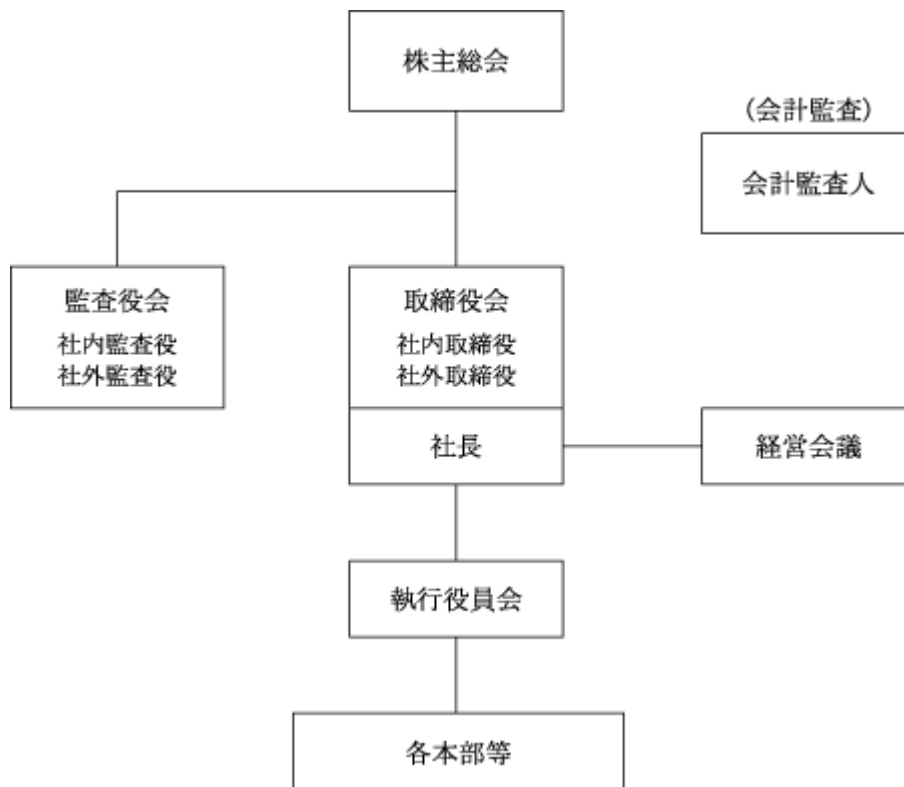 株主総会
(会計監査)
会計監査人
監査役会
社内監査役
社外監査役
取締役会
社内取締役
社外取締役
社長
経営会議
執行役員会
各本部等